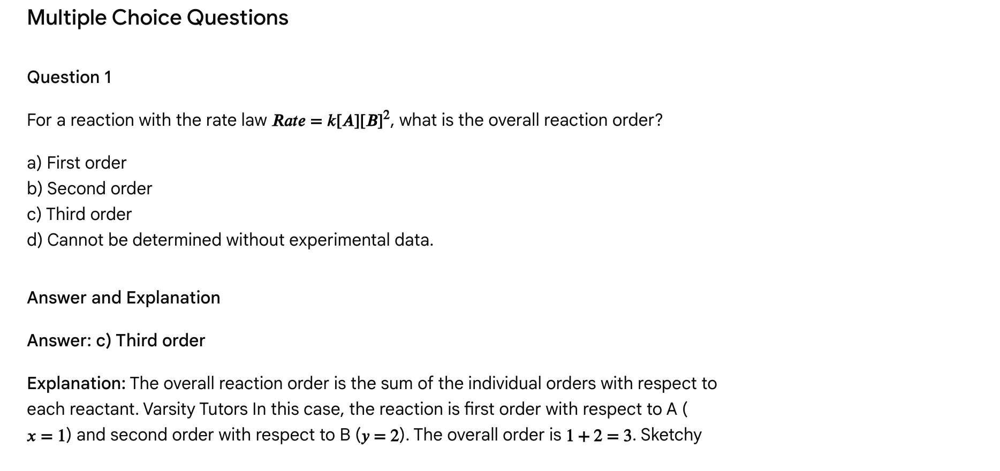 Multiple Choice Questions
Question 1
For a reaction with the rate law Rate = k[A][B]², what is the overall reaction order?
a) First order
b) Second order
c) Third order
d) Cannot be determined without experimental data.
Answer and Explanation
Answer: c) Third order
Explanation: The overall reaction order is the sum of the individual orders with respect to
each reactant. Varsity Tutors In this case, the reaction is first order with respect to A (
x = 1) and second order with respect to B (y = 2). The overall order is 1 + 2 = 3. Sketchy